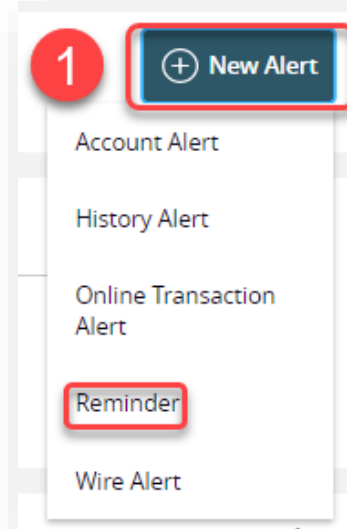 1
New Alert
Account Alert
History Alert
Online Transaction
Alert
Reminder
Wire Alert